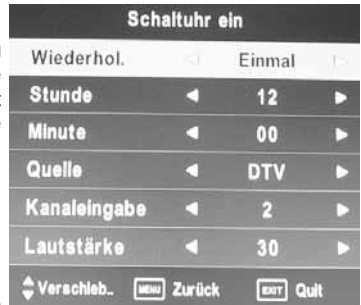 Schaltuhr ein
Wiederhol. Einmal
Stunde 12
Minute 00
Quelle DTV
Kanaleingabe 2
Lautstärke 30
Verschieb.. MENU Zurück EXIT Quit